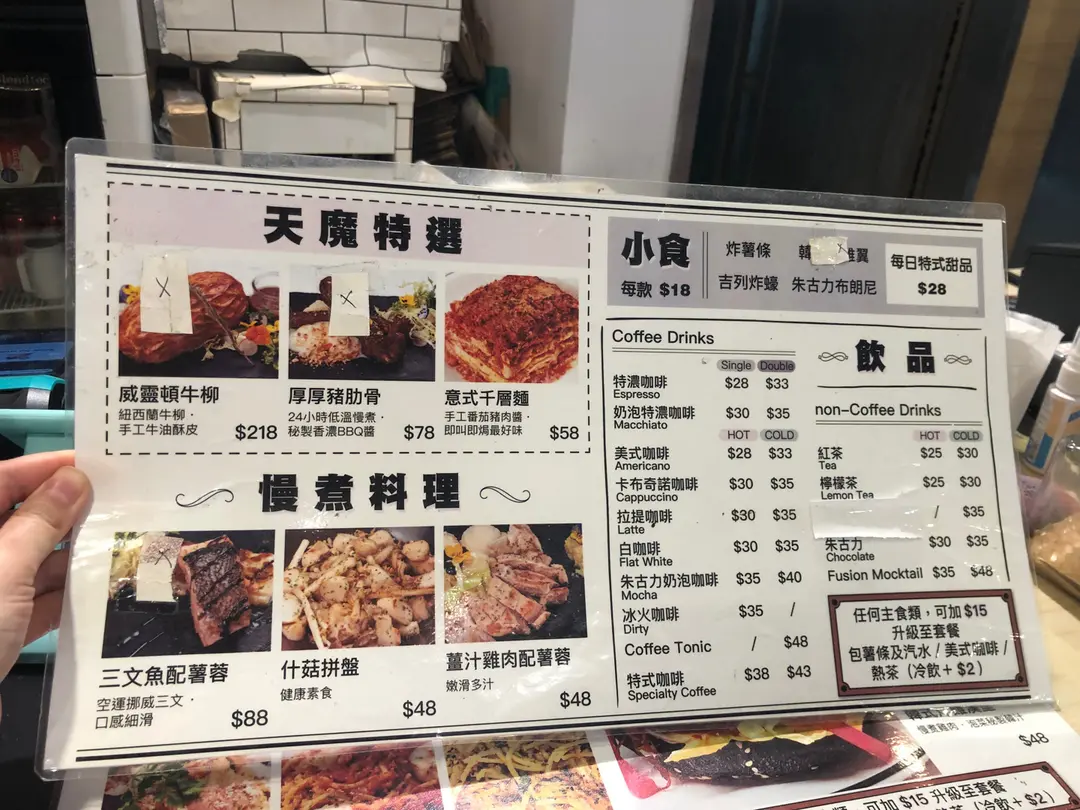 天魔特選
威靈頓牛柳
紐西蘭牛柳．
手工牛油酥皮
$218
厚厚豬肋骨
24小時低溫慢煮．
秘製香濃BBQ醬
$78
意式千層麵
手工番茄豬肉醬．
即叫即焗最好味
$58
慢煮料理
三文魚配薯蓉
空運挪威三文．
口感細滑
$88
什菇拼盤
健康素食
$48
薑汁雞肉配薯蓉
嫩滑多汁
$48
小食
每款 $18
炸薯條
韓 雞翼
吉列炸蠔
朱古力布朗尼
每日特式甜品
$28
Coffee Drinks
Single Double
特濃咖啡 $28 $33
Espresso
奶泡特濃咖啡 $30 $35
Macchiato
HOT COLD
美式咖啡 $28 $33
Americano
卡布奇諾咖啡 $30 $35
Cappuccino
拉提咖啡 $30 $35
Latte
白咖啡 $30 $35
Flat White
朱古力奶泡咖啡 $35 $40
Mocha
冰火咖啡 $35 /
Dirty
Coffee Tonic / $48
特式咖啡 $38 $43
Specialty Coffee
飲品
non-Coffee Drinks
HOT COLD
紅茶 $25 $30
Tea
檸檬茶 $25 $30
Lemon Tea
/ $35
朱古力 $30 $35
Chocolate
Fusion Mocktail $35 $48
任何主食類，可加 $15
升級至套餐
包薯條及汽水 / 美式咖啡 /
熱茶（冷飲 + $2 ）
$48
可加 $15 升級至套餐
（冷飲 + $2 ）